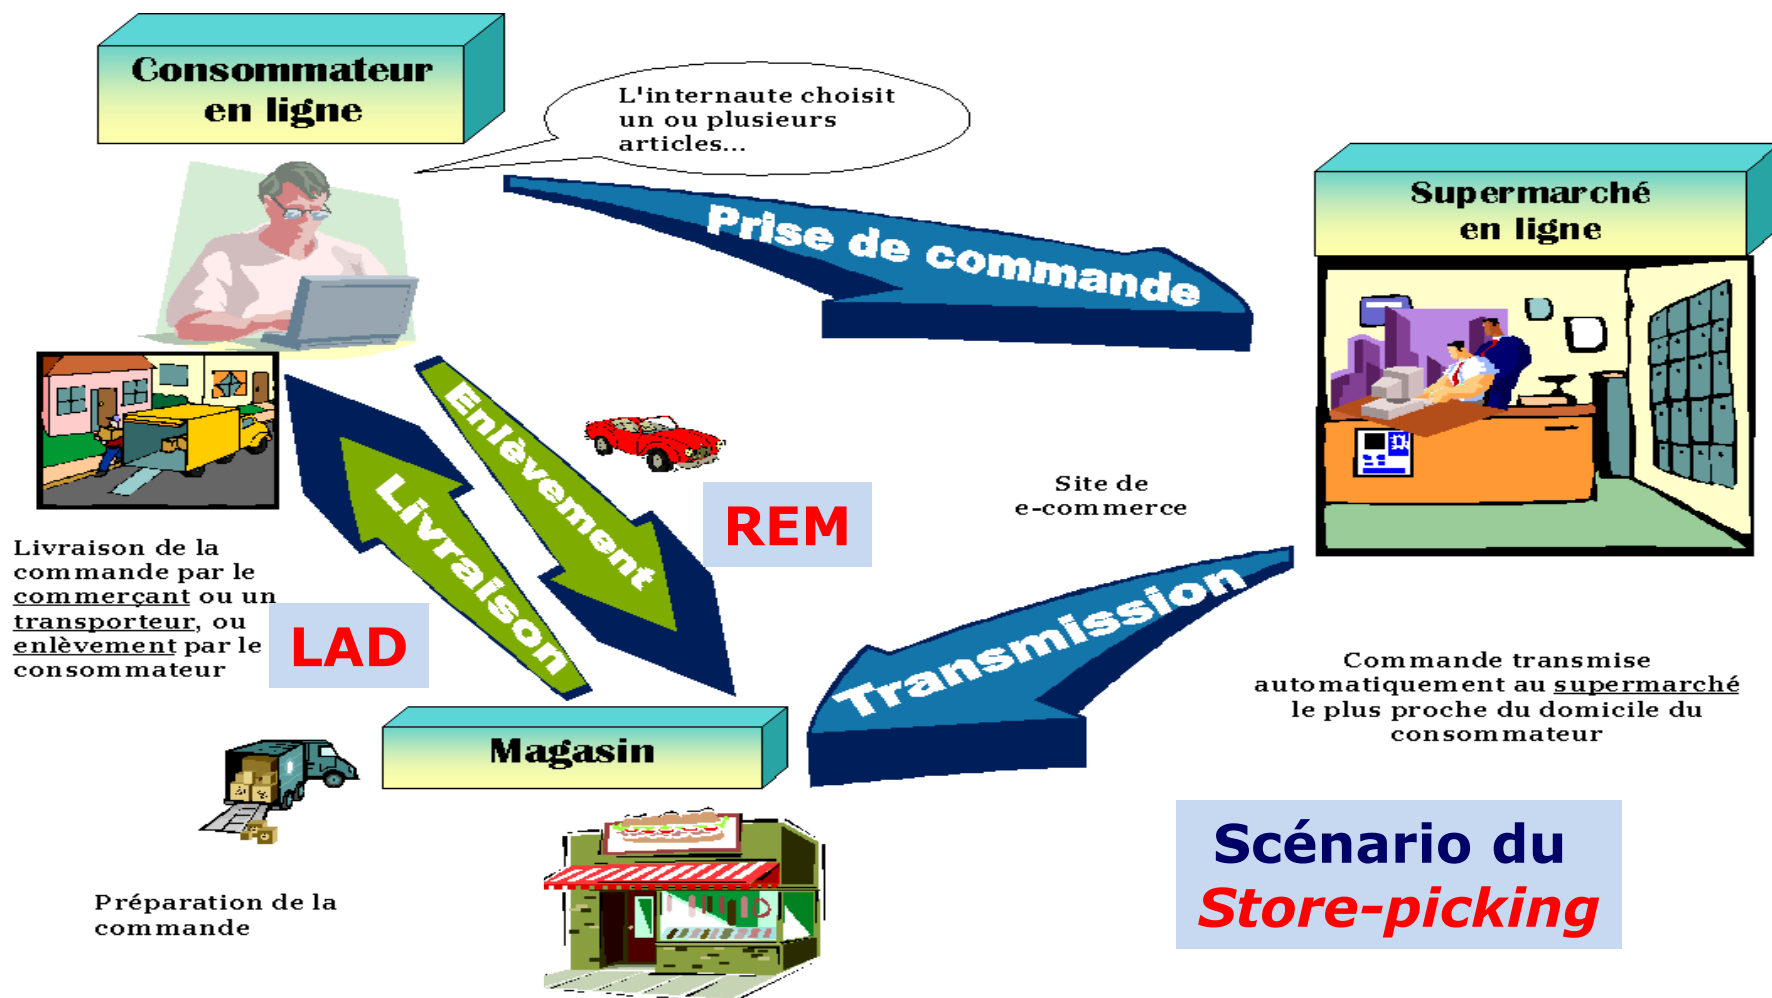 Consommateur
en ligne
L'internaute choisit
un ou plusieurs
articles...
Prise de commande
Supermarché
en ligne
Enlèvement
Livraison
REM
Site de
e-commerce
Livraison de la
commande par le
commerçant ou un
transporteur, ou
enlèvement par le
consommateur
LAD
Transmission
Commande transmise
automatiquement au supermarché
le plus proche du domicile du
consommateur
Magasin
Préparation de la
commande
Scénario du
Store-picking